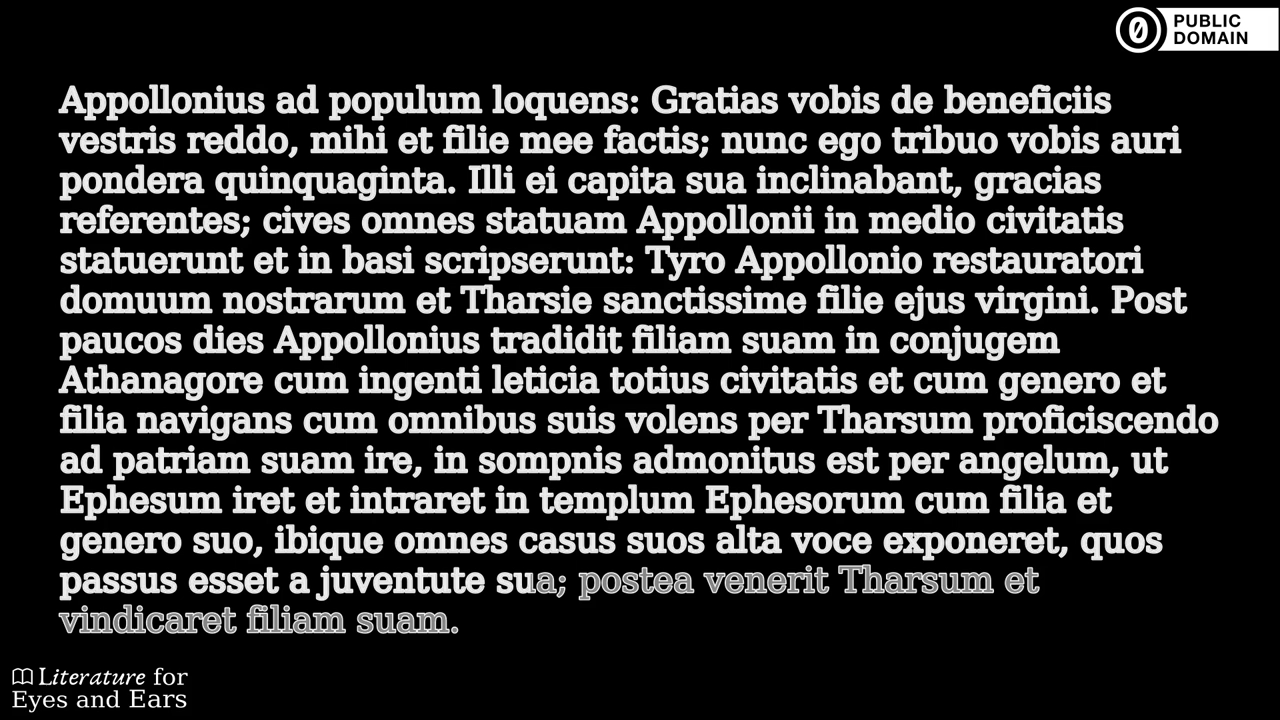 PUBLIC
DOMAIN
Appollonius ad populum loquens: Gratias vobis de beneficiis
vestris reddo, mihi et filie mee factis; nunc ego tribuo vobis auri
pondera quinquaginta. Illi ei capita sua inclinabant, gracias
referentes; cives omnes statuam Appollonii in medio civitatis
statuerunt et in basi scripserunt: Tyro Appollonio restauratori
domuum nostrarum et Tharsie sanctissime filie ejus virgini. Post
paucos dies Appollonius tradidit filiam suam in conjugem
Athanagore cum ingenti leticia totius civitatis et cum genero et
filia navigans cum omnibus suis volens per Tharsum proficiscendo
ad patriam suam ire, in sompnis admonitus est per angelum, ut
Ephesum iret et intraret in templum Ephesorum cum filia et
genero suo, ibique omnes casus suos alta voce exponeret, quos
passus esset a juventute sua; postea venerit Tharsum et
vindicaret filiam suam.
Literature for
Eyes and Ears